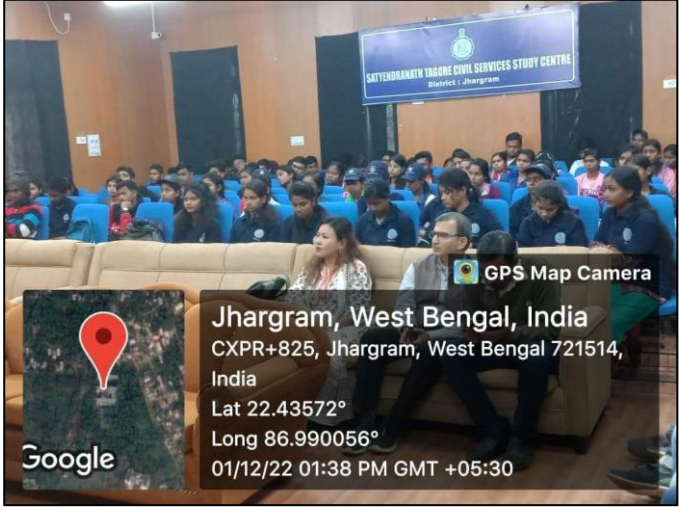 SATYENDRANATH TAGORE CIVIL SERVICES STUDY CENTRE
District : Jhargram
GPS Map Camera
Jhargram, West Bengal, India
CXPR+825, Jhargram, West Bengal 721514,
India
Lat 22.43572°
Long 86.990056°
01/12/22 01:38 PM GMT +05:30
Google